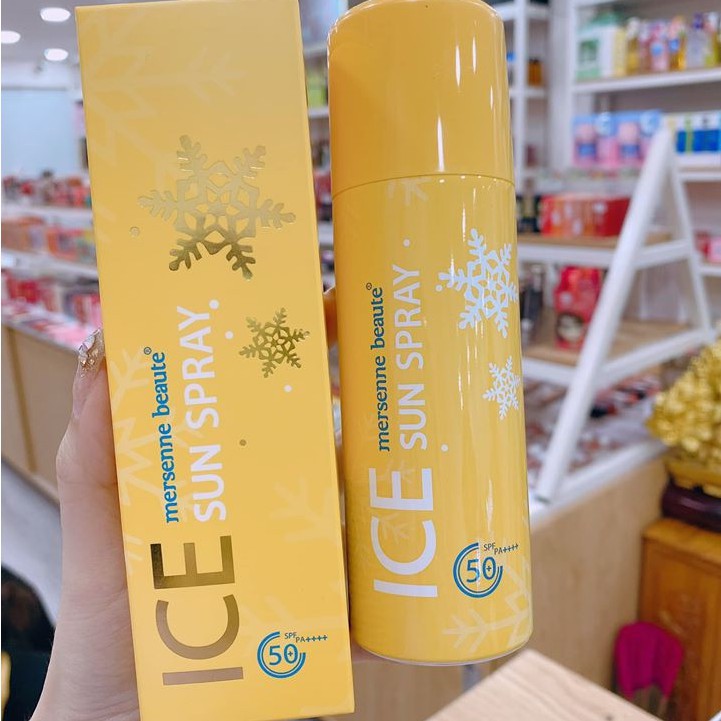 mersenne beaute®
ICE
SUN SPRAY
SPF
50+
PA++++
mersenne beaute®
ICE
SUN SPRAY
SPF
50+
PA++++